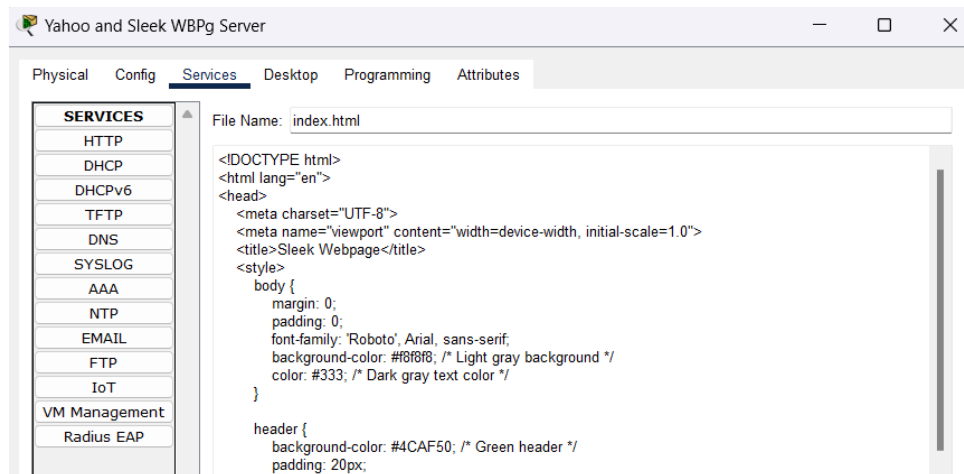 Yahoo and Sleek WBPg Server
Physical Config Services Desktop Programming Attributes
SERVICES
HTTP
DHCP
DHCPv6
TFTP
DNS
SYSLOG
AAA
NTP
EMAIL
FTP
IoT
VM Management
Radius EAP
File Name: index.html
<!DOCTYPE html>
<html lang="en">
<head>
<meta charset="UTF-8">
<meta name="viewport" content="width=device-width, initial-scale=1.0">
<title>Sleek Webpage</title>
<style>
body {
margin: 0;
padding: 0;
font-family: 'Roboto', Arial, sans-serif;
background-color: #f8f8f8; /* Light gray background */
color: #333; /* Dark gray text color */
}
header {
background-color: #4CAF50; /* Green header */
padding: 20px;